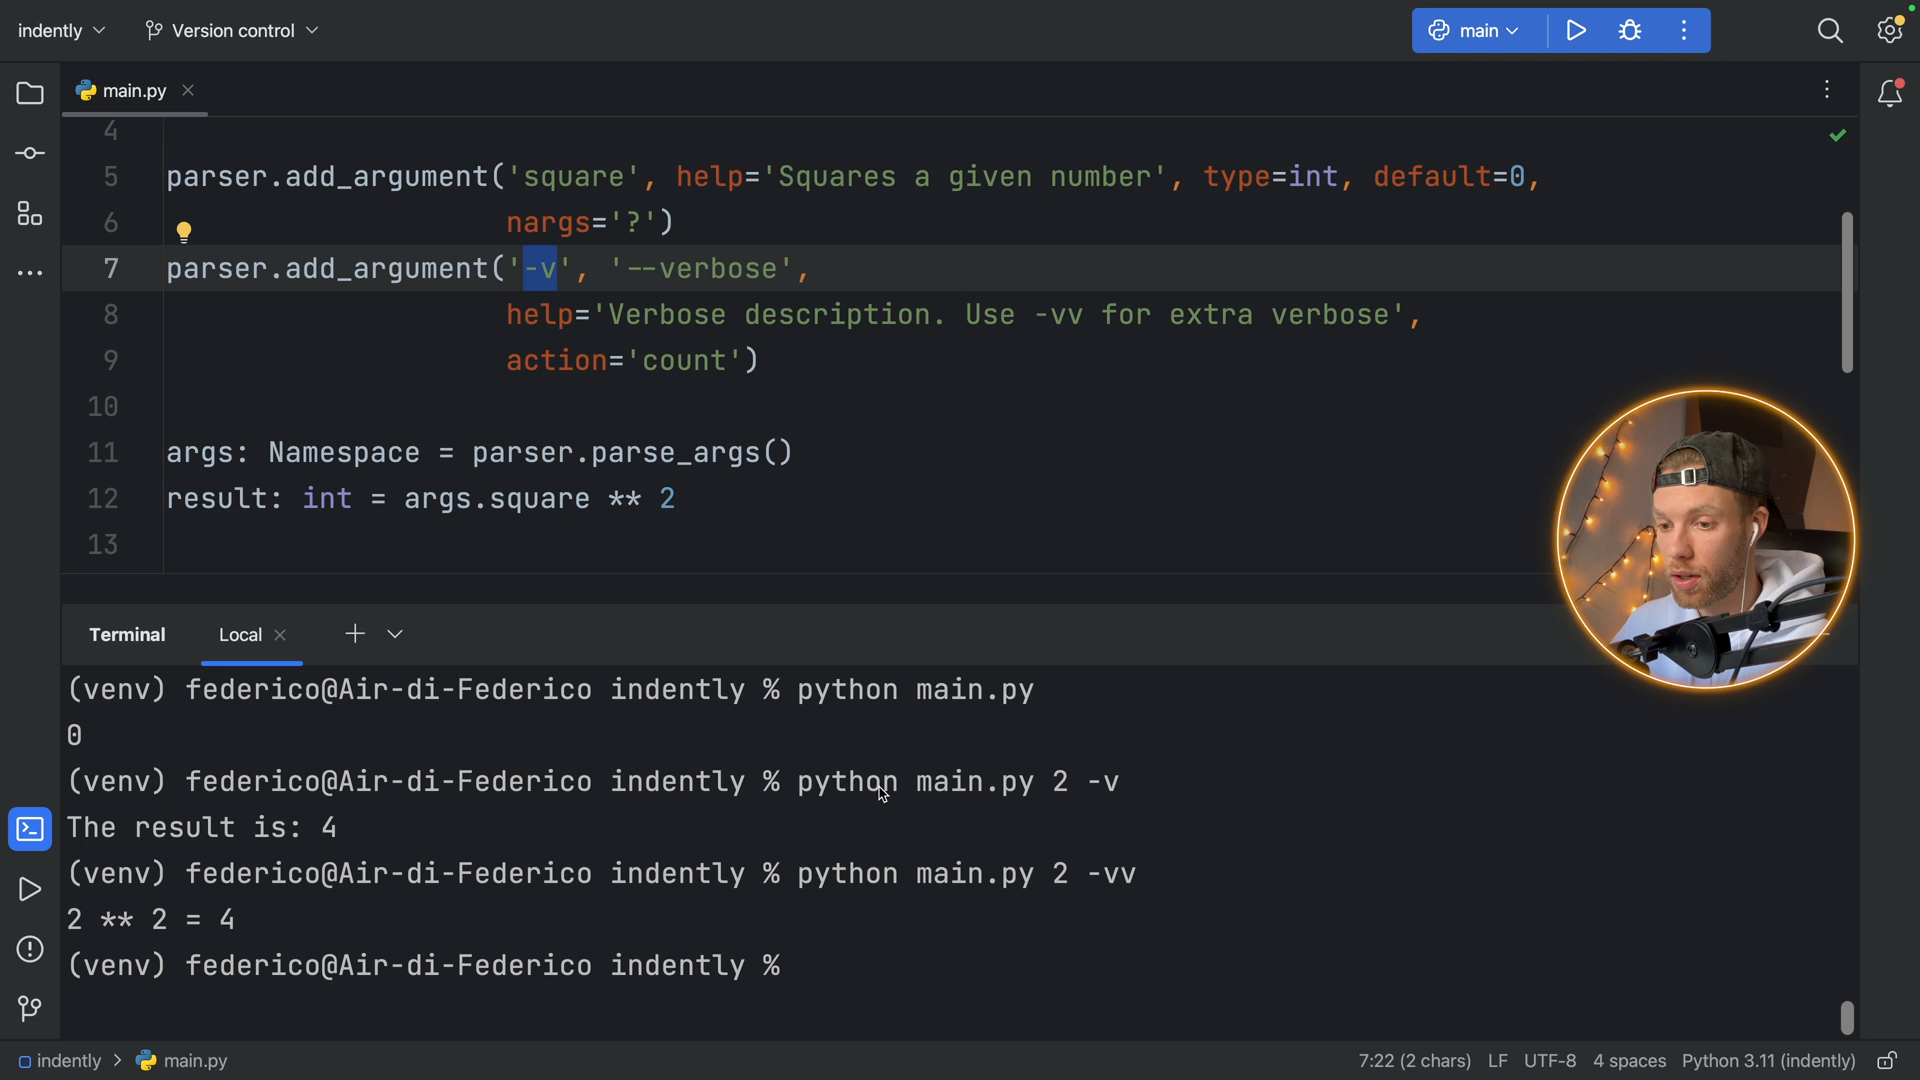 indently
Version control
main
main.py
4
5 parser.add_argument('square', help='Squares a given number', type=int, default=0,
6 nargs='?')
7 parser.add_argument('-v', '--verbose',
8 help='Verbose description. Use -vv for extra verbose',
9 action='count')
10
11 args: Namespace = parser.parse_args()
12 result: int = args.square ** 2
13
Terminal Local
(venv) federico@Air-di-Federico indently % python main.py
0
(venv) federico@Air-di-Federico indently % python main.py 2 -v
The result is: 4
(venv) federico@Air-di-Federico indently % python main.py 2 -vv
2 ** 2 = 4
(venv) federico@Air-di-Federico indently %
indently > main.py 7:22 (2 chars) LF UTF-8 4 spaces Python 3.11 (indently)